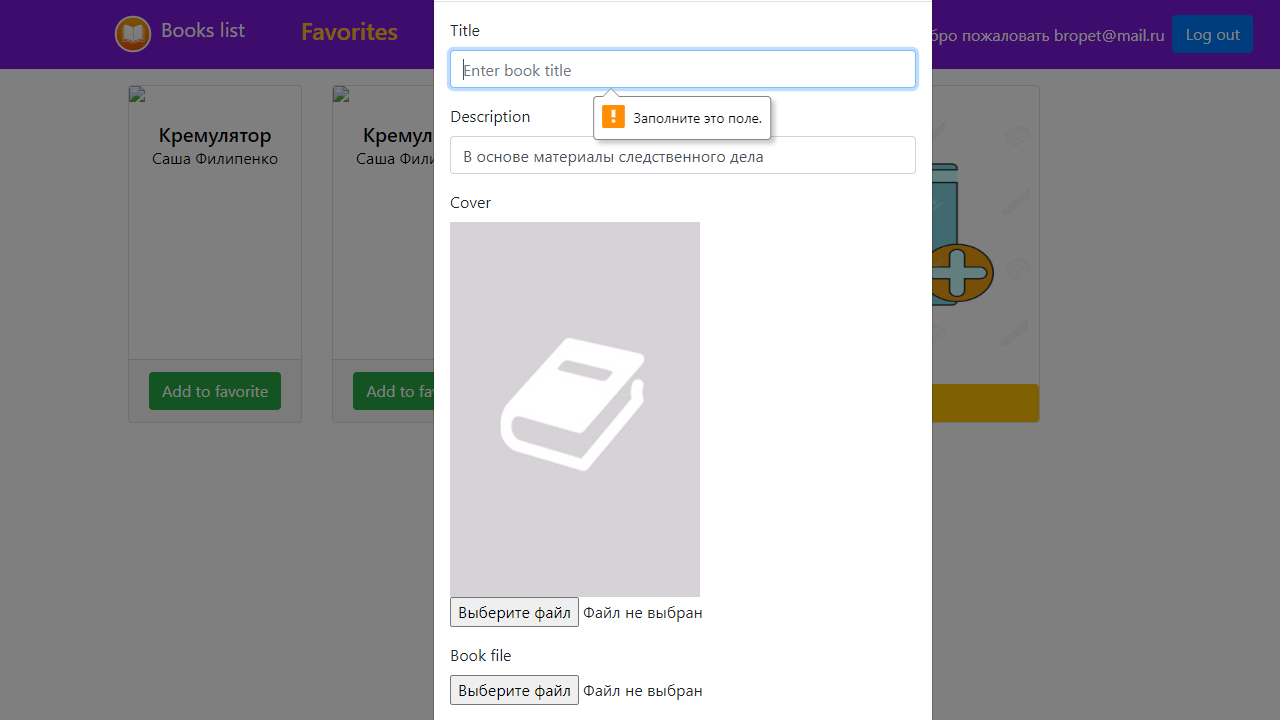 Books list
Favorites
бро пожаловать bropet@mail.ru
Log out
Title
Enter book title
Заполните это поле.
Description
В основе материалы следственного дела
Cover
Выберите файл Файл не выбран
Book file
Выберите файл Файл не выбран
Кремулятор
Саша Филипенко
Add to favorite
Кремул
Саша Фили
Add to fav